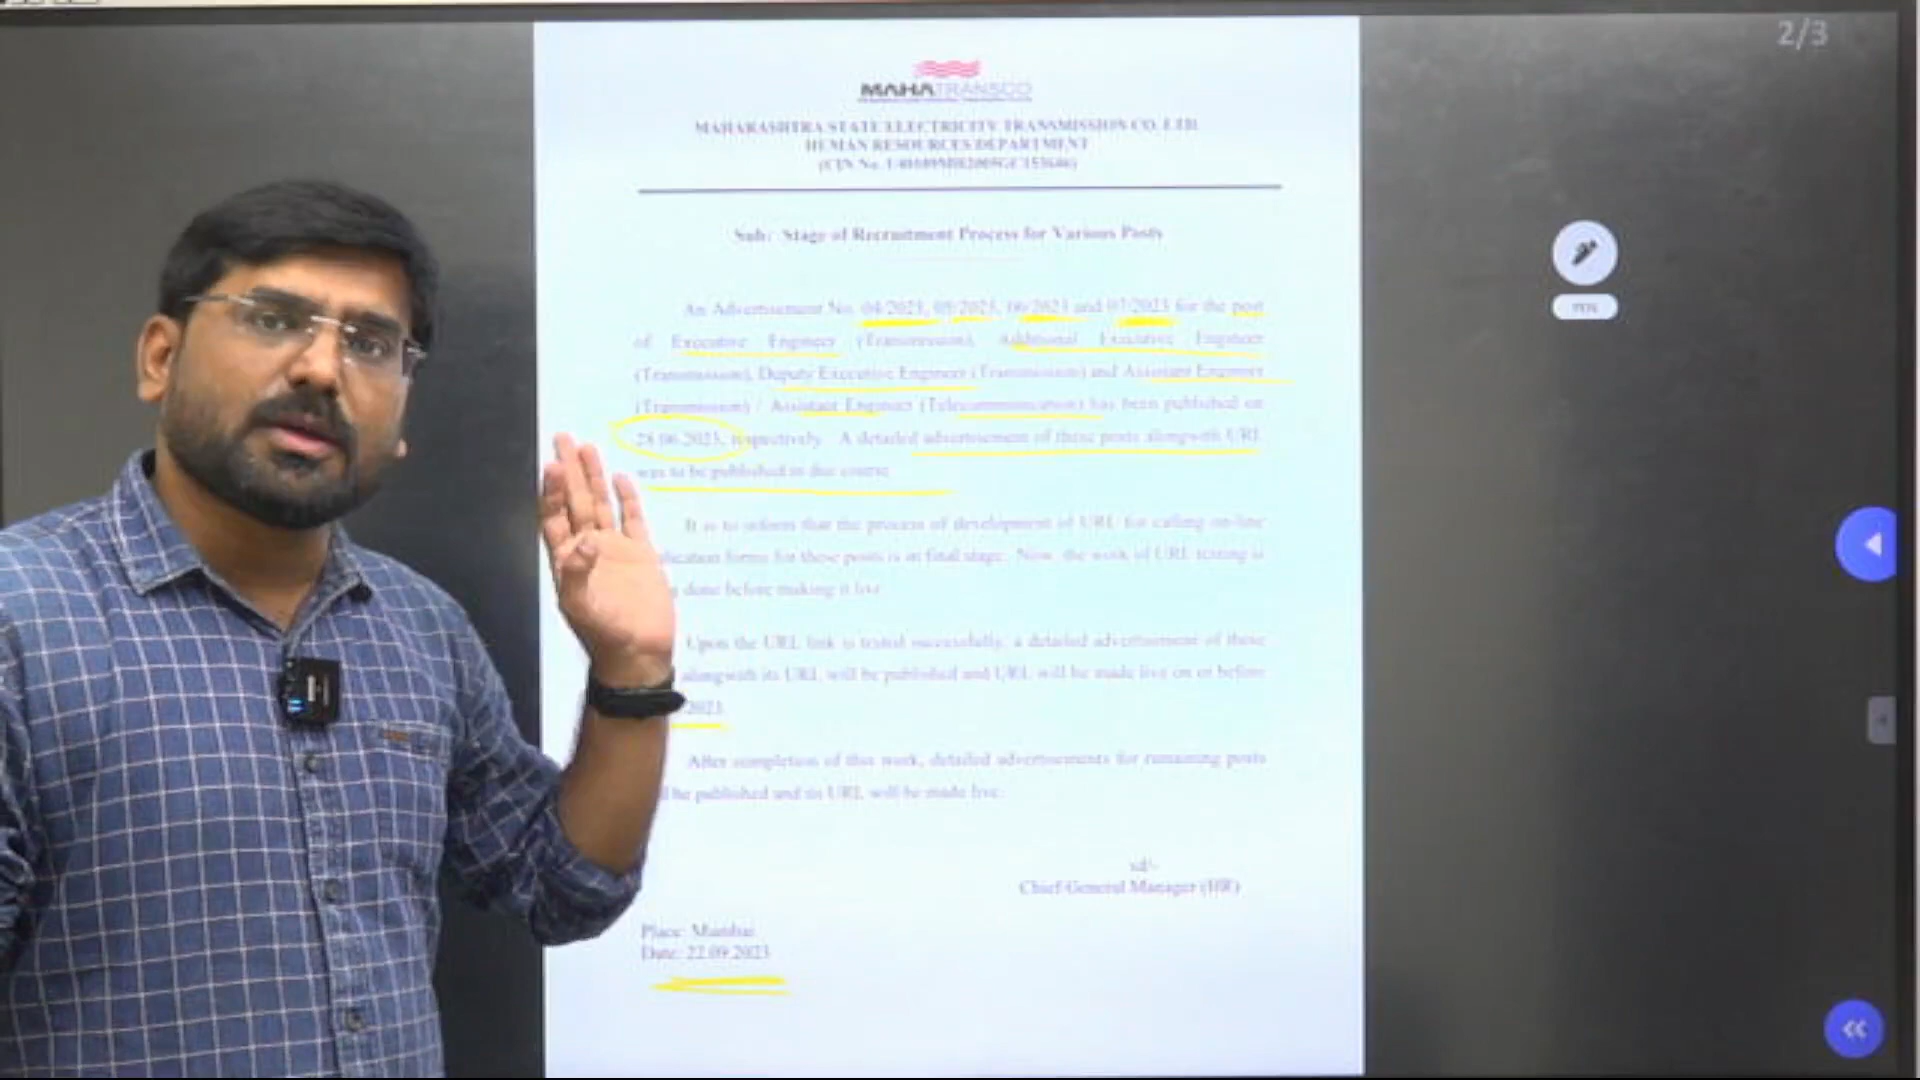 2/3
MAHATRANSCO
MAHARASHTRA STATE ELECTRICITY TRANSMISSION CO. LTD.
HUMAN RESOURCES DEPARTMENT
(CIN No.
Sub: Stage of Recruitment Process for Various Posts
An Advertisement No. 04/2023, 05/2023, 06/2023 and 07/2023 for the post
of Executive Engineer (Transmission), Additional Executive Engineer
(Transmission), Deputy Executive Engineer (Transmission) and Assistant Engineer
(Transmission) / Assistant Engineer (Telecommunication) has been published on
28.06.2023, respectively. A detailed advertisement of these posts alongwith URL
was to be published in due course.
It is to inform that the process of development of URL for calling on-line
plication forms for these posts is at final stage. Now, the work of URL testing is
g done before making it live.
Upon the URL link is tested successfully, a detailed advertisement of these
alongwith its URL will be published and URL will be made live on or before
2023
After completion of this work, detailed advertisements for remaining posts
be published and its URL will be made live.
sd/-
Chief General Manager (HR)
Place: Mumbai
Date: 22.09.2023
PEN